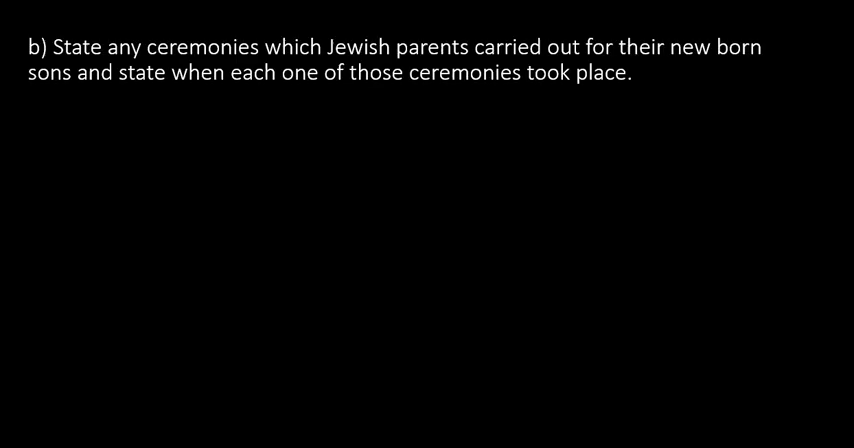 b) State any ceremonies which Jewish parents carried out for their new born
sons and state when each one of those ceremonies took place.